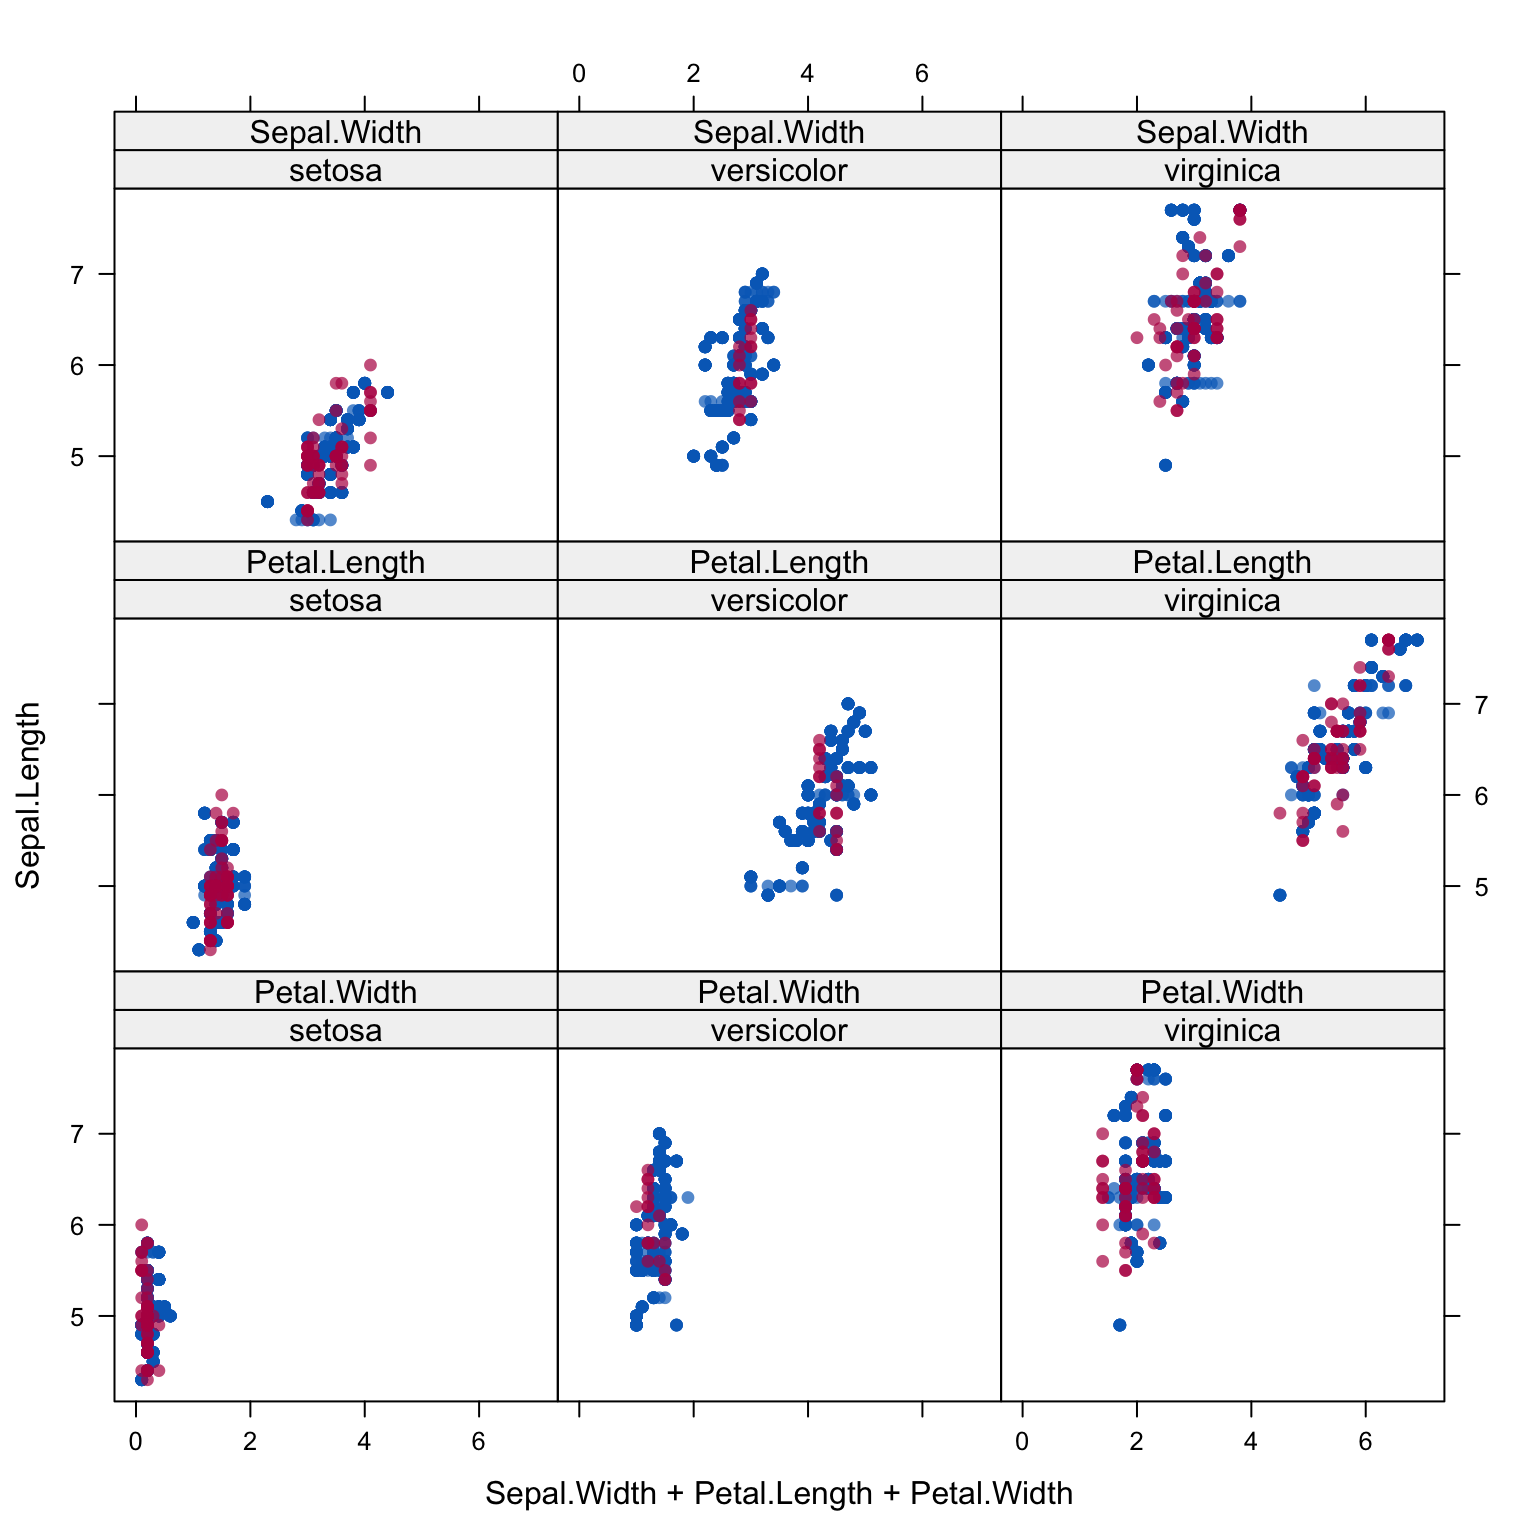 0 2 4 6
Sepal.Width Sepal.Width Sepal.Width
setosa versicolor virginica
7
6
5
Petal.Length Petal.Length Petal.Length
setosa versicolor virginica
Sepal.Length
7
6
5
Petal.Width Petal.Width Petal.Width
setosa versicolor virginica
7
6
5
0 2 4 6 0 2 4 6
Sepal.Width + Petal.Length + Petal.Width